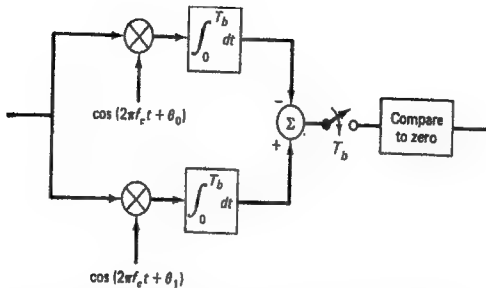 T_b
∫ dt
0
cos (2πf_c t + θ_0)
−
Σ
+
T_b
Compare
to zero
T_b
∫ dt
0
cos (2πf_c t + θ_1)